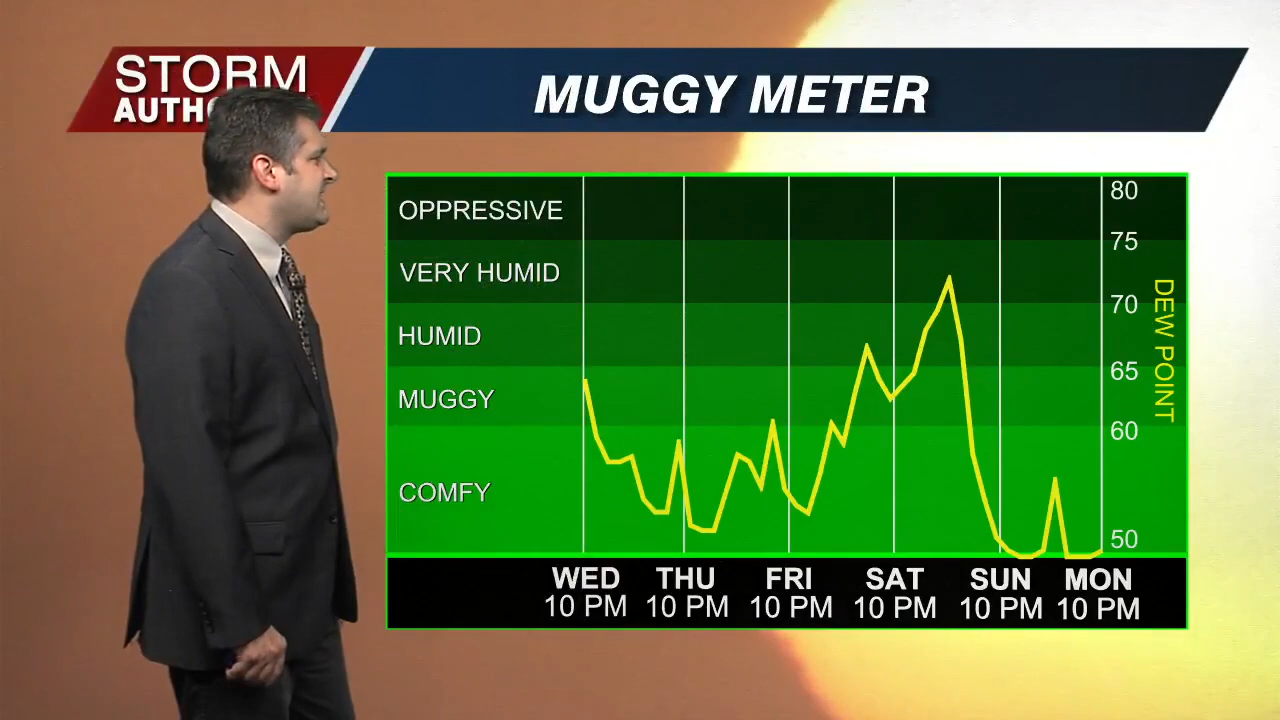 STORM
MUGGY METER
OPPRESSIVE
VERY HUMID
HUMID
MUGGY
COMFY
80
75
70
65
60
50
DEW POINT
WED THU FRI SAT SUN MON
10 PM 10 PM 10 PM 10 PM 10 PM 10 PM